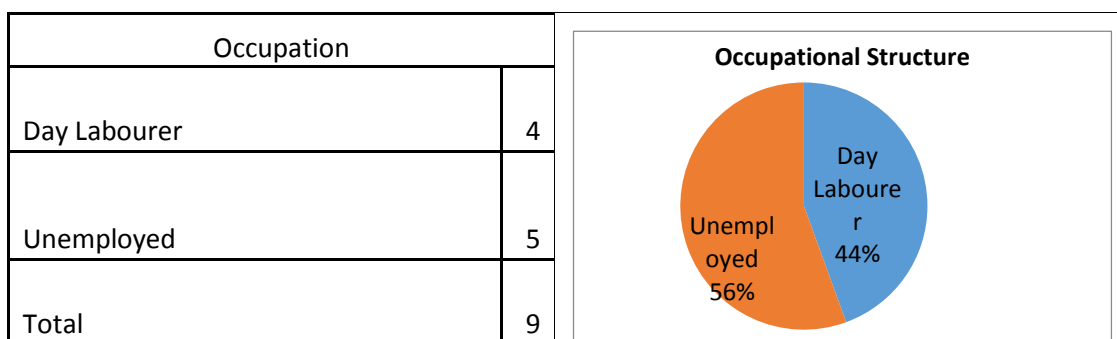 Occupation
Day Labourer 4
Unemployed 5
Total 9
Occupational Structure
Day
Laboure
r
44%
Unempl
oyed
56%